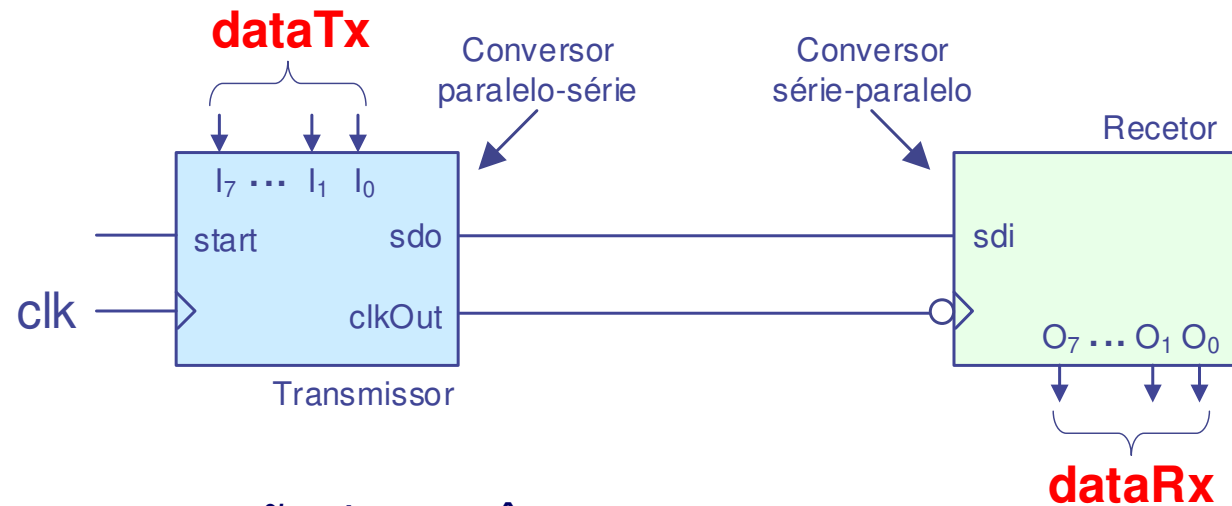 dataTx
Conversor
paralelo-série
Conversor
série-paralelo
Recetor
I7 ... I1 I0
start
sdo
sdi
clk
clkOut
O7 ... O1 O0
Transmissor
dataRx